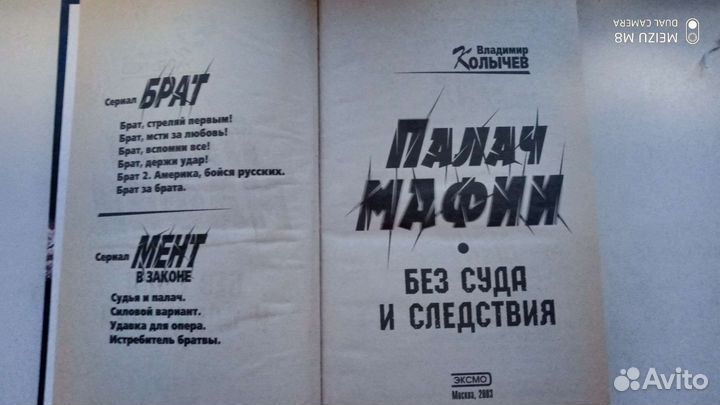 Сериал БРАТ
Брат, стреляй первым!
Брат, мсти за любовь!
Брат, вспомни все!
Брат, держи удар!
Брат 2. Америка, бойся русских.
Брат за брата.
Сериал МЕНТ
В ЗАКОНЕ
Судья и палач.
Силовой вариант.
Удавка для опера.
Истребитель братвы.
Владимир
КОЛЫЧЕВ
ПАЛАЧ
МАФИИ
БЕЗ СУДА
И СЛЕДСТВИЯ
ЭКСМО
Москва, 2003
MEIZU M8
DUAL CAMERA
Avito